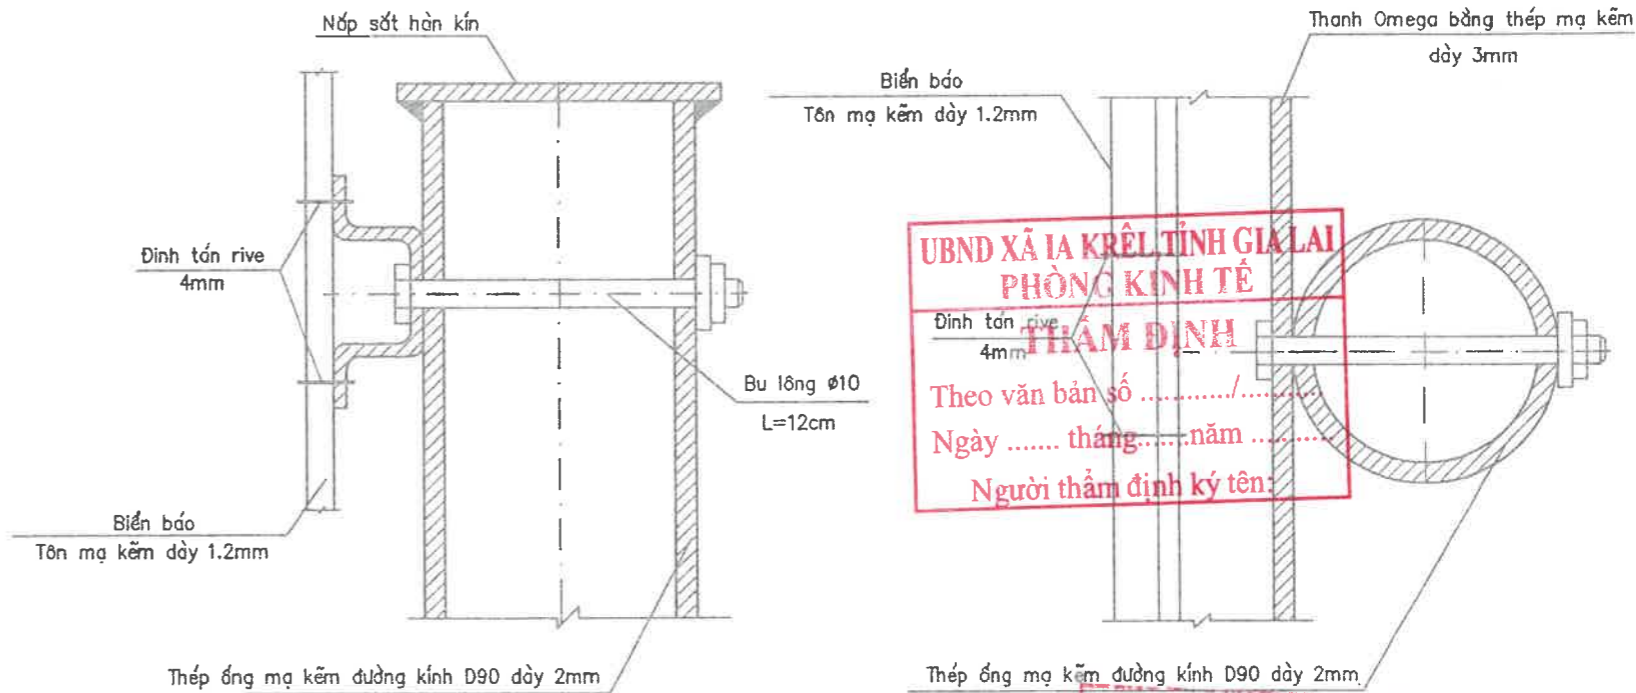 Nắp sắt hàn kín
Đinh tán rive
4mm
Bu lông ø10
L=12cm
Biển báo
Tôn mạ kẽm dày 1.2mm
Thép ống mạ kẽm đường kính D90 dày 2mm
Thanh Omega bằng thép mạ kẽm
dày 3mm
Biển báo
Tôn mạ kẽm dày 1.2mm
UBND XÃ IA KRÊL TỈNH GIA LAI
PHÒNG KINH TẾ
THẨM ĐỊNH
Đinh tán rive
4mm
Theo văn bản số ............/............
Ngày ....... tháng.......năm ..........
Người thẩm định ký tên:
Thép ống mạ kẽm đường kính D90 dày 2mm